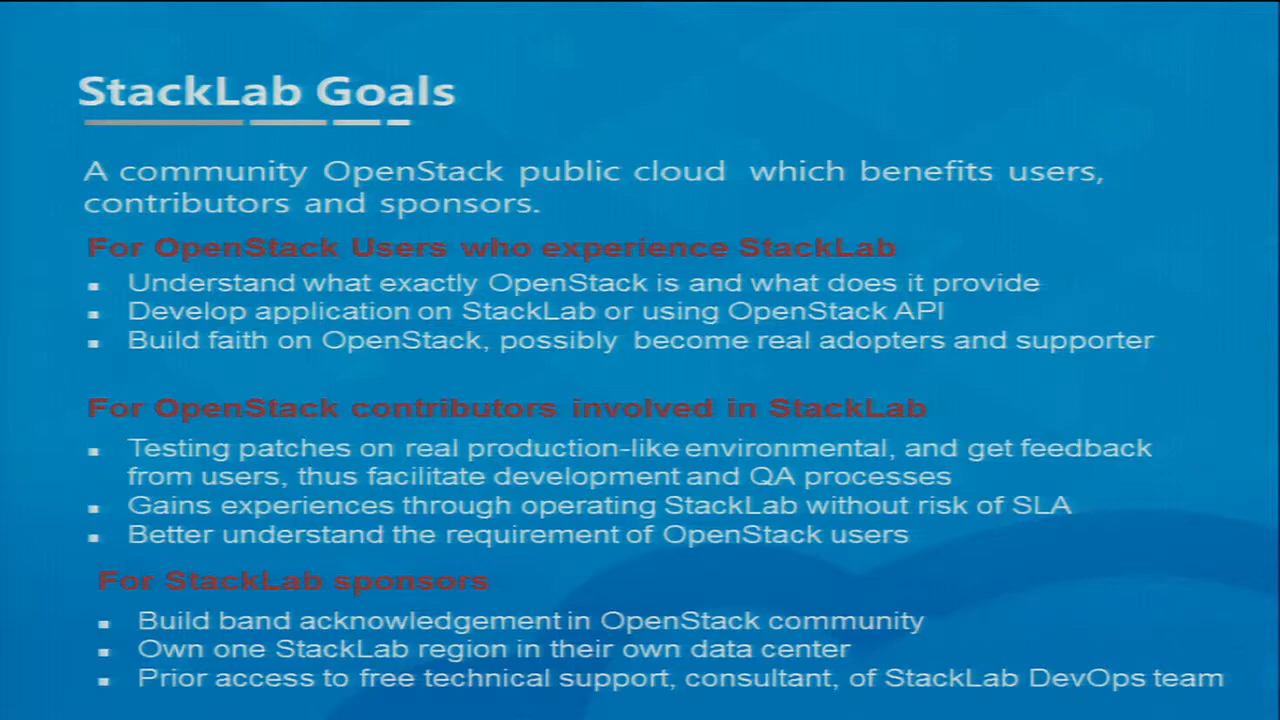 StackLab Goals
A community OpenStack public cloud which benefits users,
contributors and sponsors.
For OpenStack Users who experience StackLab
▪ Understand what exactly OpenStack is and what does it provide
▪ Develop application on StackLab or using OpenStack API
▪ Build faith on OpenStack, possibly become real adopters and supporter
For OpenStack contributors involved in StackLab
▪ Testing patches on real production-like environmental, and get feedback
from users, thus facilitate development and QA processes
▪ Gains experiences through operating StackLab without risk of SLA
▪ Better understand the requirement of OpenStack users
For StackLab sponsors
▪ Build band acknowledgement in OpenStack community
▪ Own one StackLab region in their own data center
▪ Prior access to free technical support, consultant, of StackLab DevOps team